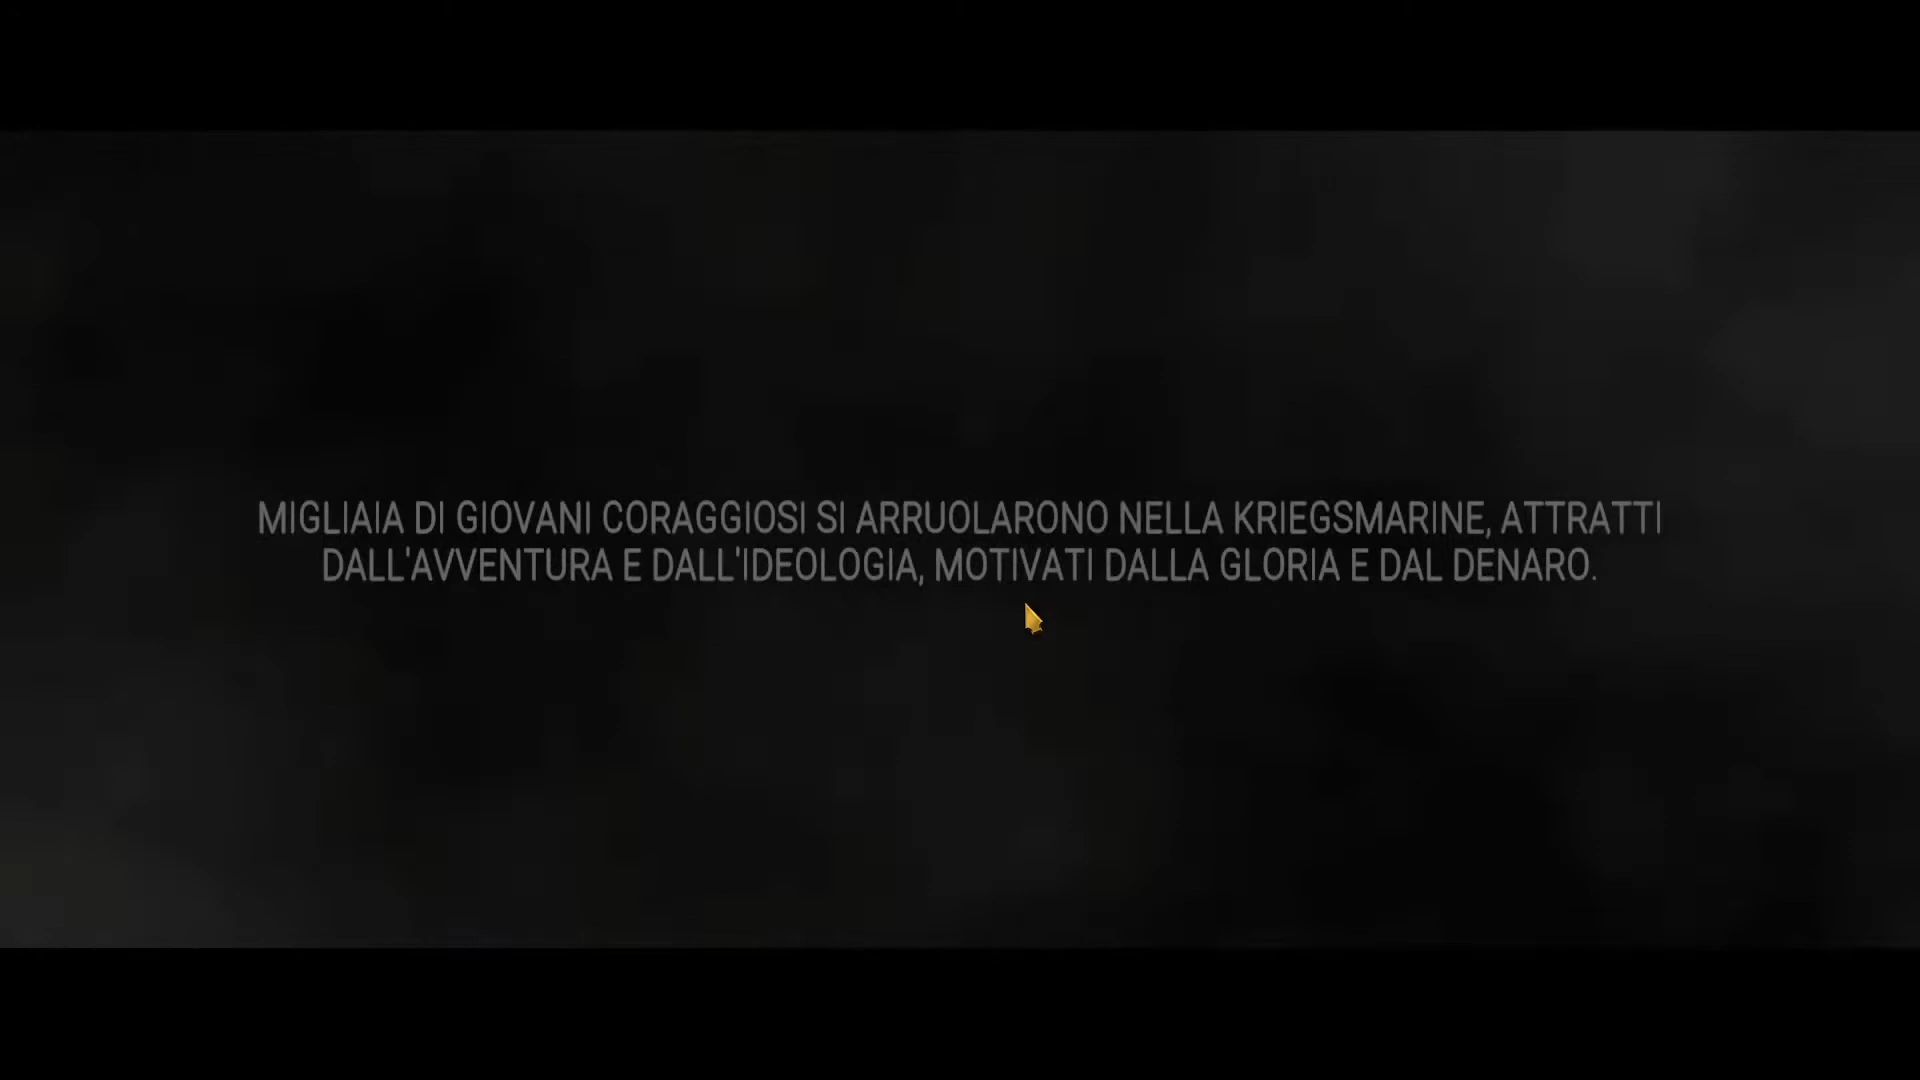 MIGLIAIA DI GIOVANI CORAGGIOSI SI ARRUOLARONO NELLA KRIEGSMARINE, ATTRATTI
DALL'AVVENTURA E DALL'IDEOLOGIA, MOTIVATI DALLA GLORIA E DAL DENARO.